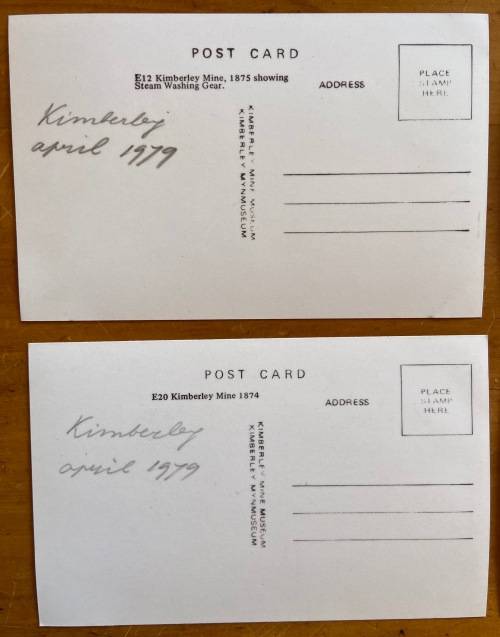 POST CARD
E12 Kimberley Mine, 1875 showing
Steam Washing Gear.
ADDRESS
PLACE
STAMP
HERE
Kimberley
april 1979
KIMBERLEY MINE MUSEUM
KIMBERLEY MYNMUSEUM
POST CARD
E20 Kimberley Mine 1874
ADDRESS
PLACE
STAMP
HERE
Kimberley
april 1979
KIMBERLEY MINE MUSEUM
KIMBERLEY MYNMUSEUM